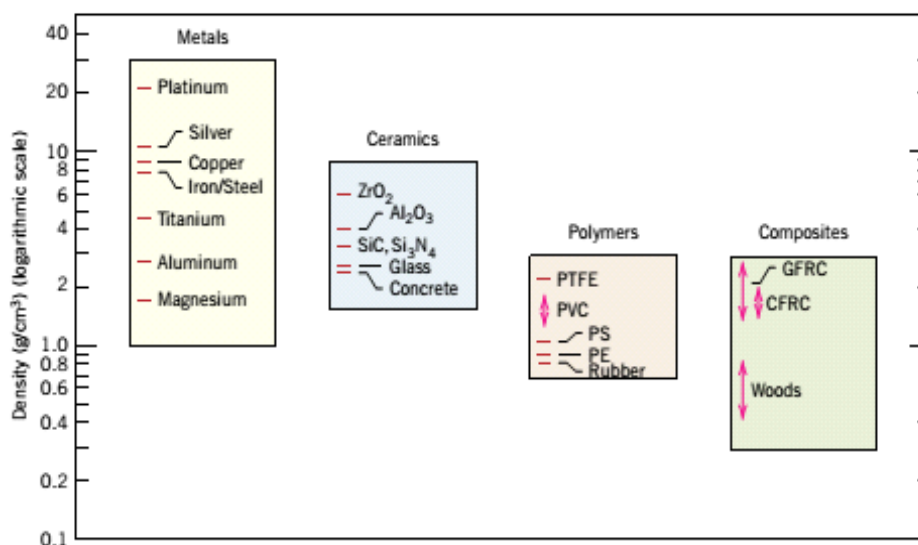 Density (g/cm³) (logarithmic scale)
40
20
10
8
6
4
2
1.0
0.8
0.6
0.4
0.2
0.1
Metals
Platinum
Silver
Copper
Iron/Steel
Titanium
Aluminum
Magnesium
Ceramics
ZrO₂
Al₂O₃
SiC, Si₃N₄
Glass
Concrete
Polymers
PTFE
PVC
PS
PE
Rubber
Composites
GFRC
CFRC
Woods